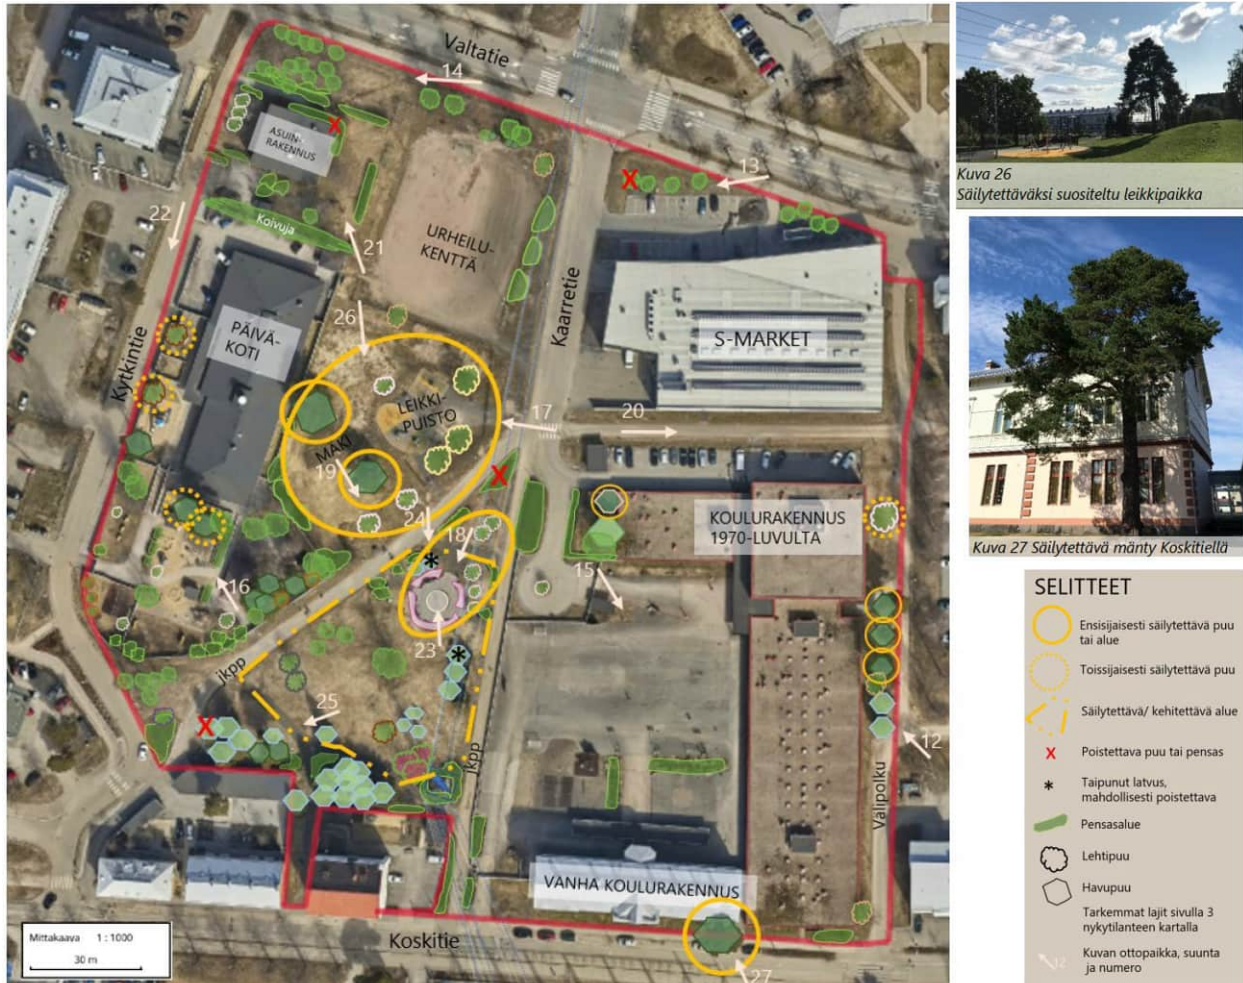 Valtatie
14
ASUIN-
RAKENNUS
X
X
13
22
Koivuja
21
URHEILU-
KENTTÄ
Kaarretie
26
S-MARKET
PÄIVÄ-
KOTI
Kytkintie
LEIKKI-
PUISTO
17
20
MÄKI
19
X
24
18
KOULURAKENNUS
1970-LUVULTA
*
15
16
23
*
jkpp
25
X
jkpp
12
Välipolku
VANHA KOULURAKENNUS
Koskitie
27
Mittakaava 1 : 1000
30 m
Kuva 26
Säilytettäväksi suositeltu leikkipaikka
Kuva 27 Säilytettävä mänty Koskitiellä
SELITTEET
Ensisijaisesti säilytettävä puu
tai alue
Toissijaisesti säilytettävä puu
Säilytettävä/ kehitettävä alue
X Poistettava puu tai pensas
* Taipunut latvus,
mahdollisesti poistettava
Pensasalue
Lehtipuu
Havupuu
Tarkemmat lajit sivulla 3
nykytilanteen kartalla
12 Kuvan ottopaikka, suunta
ja numero